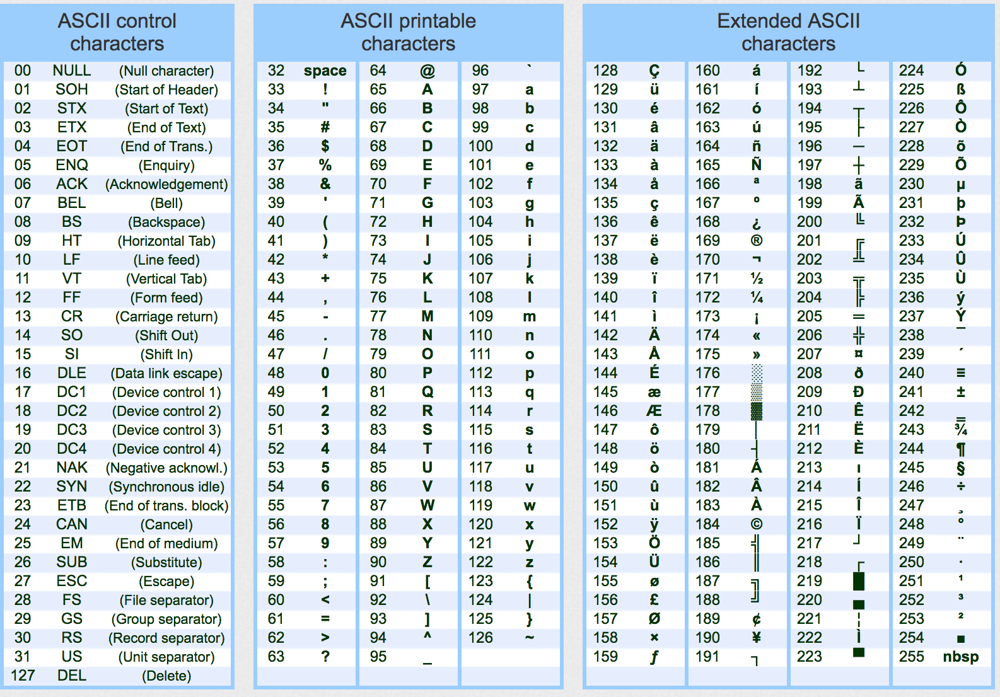 ASCII control
characters
ASCII printable
characters
Extended ASCII
characters
00 NULL (Null character)
01 SOH (Start of Header)
02 STX (Start of Text)
03 ETX (End of Text)
04 EOT (End of Trans.)
05 ENQ (Enquiry)
06 ACK (Acknowledgement)
07 BEL (Bell)
08 BS (Backspace)
09 HT (Horizontal Tab)
10 LF (Line feed)
11 VT (Vertical Tab)
12 FF (Form feed)
13 CR (Carriage return)
14 SO (Shift Out)
15 SI (Shift In)
16 DLE (Data link escape)
17 DC1 (Device control 1)
18 DC2 (Device control 2)
19 DC3 (Device control 3)
20 DC4 (Device control 4)
21 NAK (Negative acknowl.)
22 SYN (Synchronous idle)
23 ETB (End of trans. block)
24 CAN (Cancel)
25 EM (End of medium)
26 SUB (Substitute)
27 ESC (Escape)
28 FS (File separator)
29 GS (Group separator)
30 RS (Record separator)
31 US (Unit separator)
127 DEL (Delete)
32 space
33 !
34 "
35 #
36 $
37 %
38 &
39 '
40 (
41 )
42 *
43 +
44 ,
45 -
46 .
47 /
48 0
49 1
50 2
51 3
52 4
53 5
54 6
55 7
56 8
57 9
58 :
59 ;
60 <
61 =
62 >
63 ?
64 @
65 A
66 B
67 C
68 D
69 E
70 F
71 G
72 H
73 I
74 J
75 K
76 L
77 M
78 N
79 O
80 P
81 Q
82 R
83 S
84 T
85 U
86 V
87 W
88 X
89 Y
90 Z
91 [
92 \
93 ]
94 ^
95 _
96 `
97 a
98 b
99 c
100 d
101 e
102 f
103 g
104 h
105 i
106 j
107 k
108 l
109 m
110 n
111 o
112 p
113 q
114 r
115 s
116 t
117 u
118 v
119 w
120 x
121 y
122 z
123 {
124 |
125 }
126 ~
128 Ç
129 ü
130 é
131 â
132 ä
133 à
134 å
135 ç
136 ê
137 ë
138 è
139 ï
140 î
141 ì
142 Ä
143 Å
144 É
145 æ
146 Æ
147 ô
148 ö
149 ò
150 û
151 ù
152 ÿ
153 Ö
154 Ü
155 ø
156 £
157 Ø
158 ×
159 ƒ
160 á
161 í
162 ó
163 ú
164 ñ
165 Ñ
166 ª
167 º
168 ¿
169 ®
170 ¬
171 ½
172 ¼
173 ¡
174 «
175 »
176 ░
177 ▒
178 ▓
179 │
180 ┤
181 Á
182 Â
183 À
184 ©
185 ╣
186 ║
187 ╗
188 ╝
189 ¢
190 ¥
191 ┐
192 └
193 ┴
194 ┬
195 ├
196 ─
197 ┼
198 ã
199 Ã
200 ╚
201 ╔
202 ╩
203 ╦
204 ╠
205 ═
206 ╬
207 ¤
208 ð
209 Ð
210 Ê
211 Ë
212 È
213 ı
214 Í
215 Î
216 Ï
217 ┘
218 ┌
219 █
220 ▄
221 ¦
222 Ì
223 ▀
224 Ó
225 ß
226 Ô
227 Ò
228 õ
229 Õ
230 µ
231 þ
232 Þ
233 Ú
234 Û
235 Ù
236 ý
237 Ý
238 ¯
239 ´
240 ≡
241 ±
242 ‗
243 ¾
244 ¶
245 §
246 ÷
247 ¸
248 °
249 ¨
250 ·
251 ¹
252 ³
253 ²
254 ■
255 nbsp